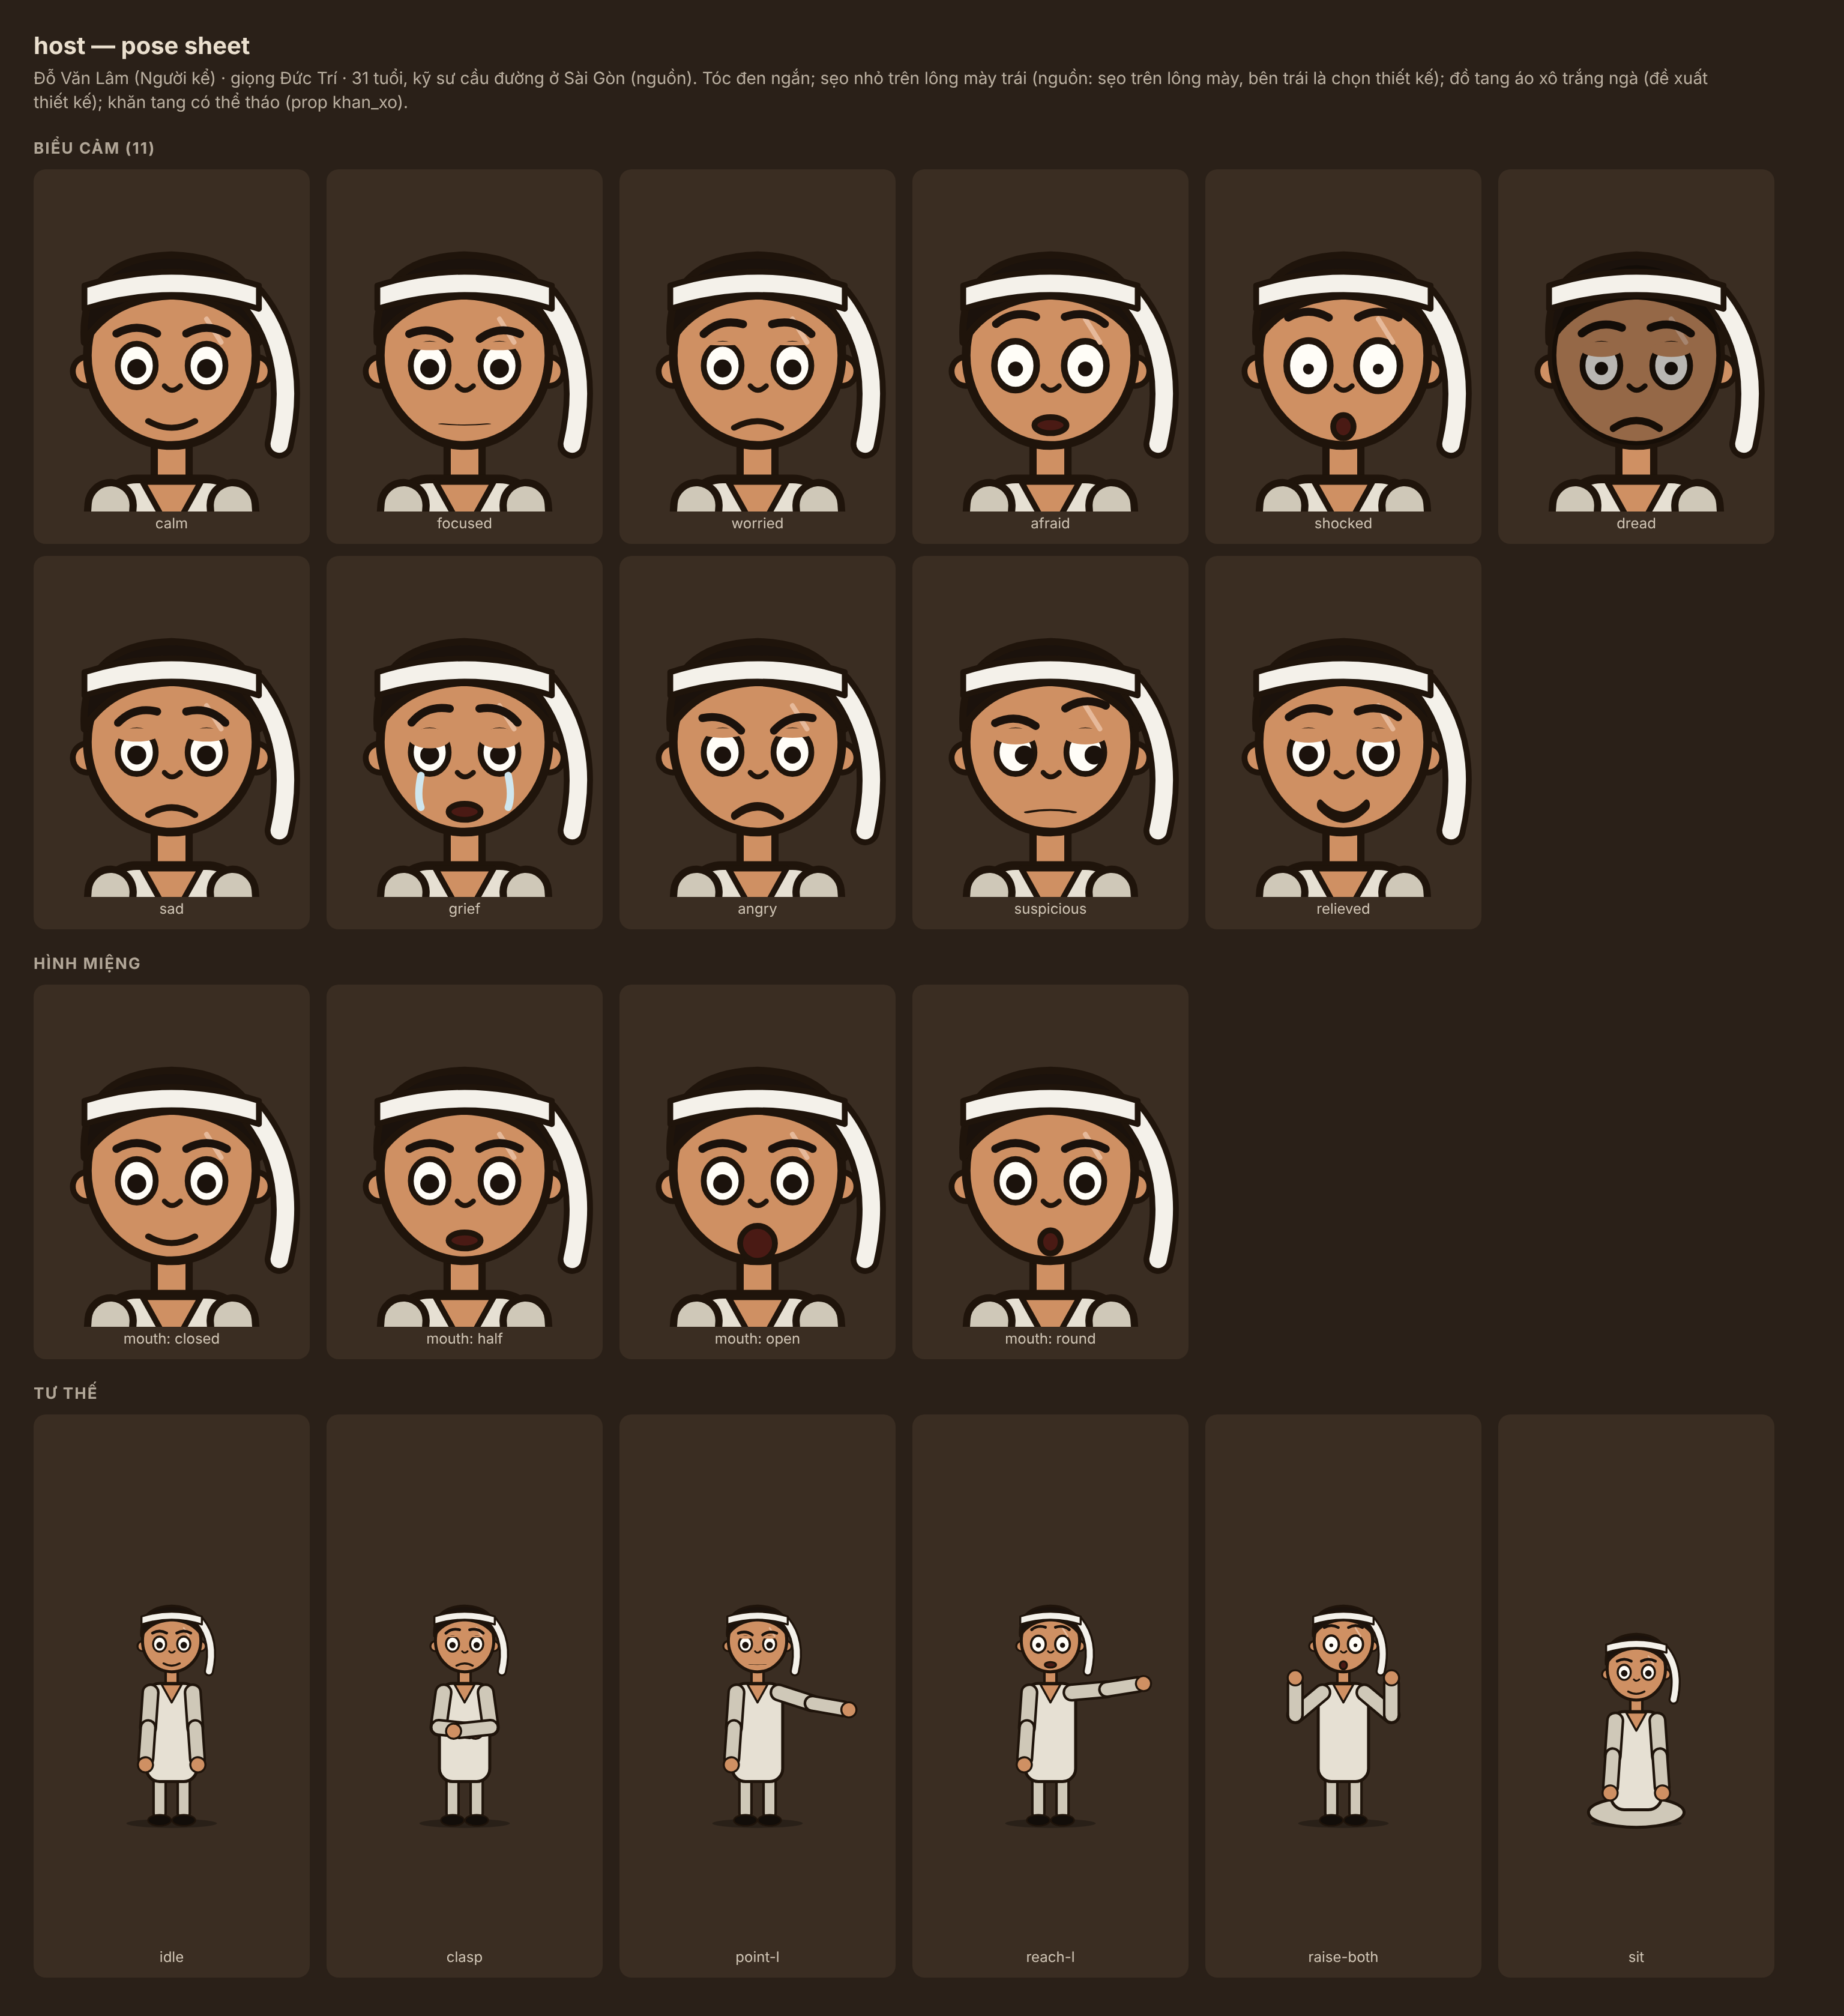 host — pose sheet
Đỗ Văn Lâm (Người kể) · giọng Đức Trí · 31 tuổi, kỹ sư cầu đường ở Sài Gòn (nguồn). Tóc đen ngắn; sẹo nhỏ trên lông mày trái (nguồn: sẹo trên lông mày, bên trái là chọn thiết kế); đồ tang áo xô trắng ngà (đề xuất
thiết kế); khăn tang có thể tháo (prop khan_xo).
BIỂU CẢM (11)
calm
focused
worried
afraid
shocked
dread
sad
grief
angry
suspicious
relieved
HÌNH MIỆNG
mouth: closed
mouth: half
mouth: open
mouth: round
TƯ THẾ
idle
clasp
point-l
reach-l
raise-both
sit